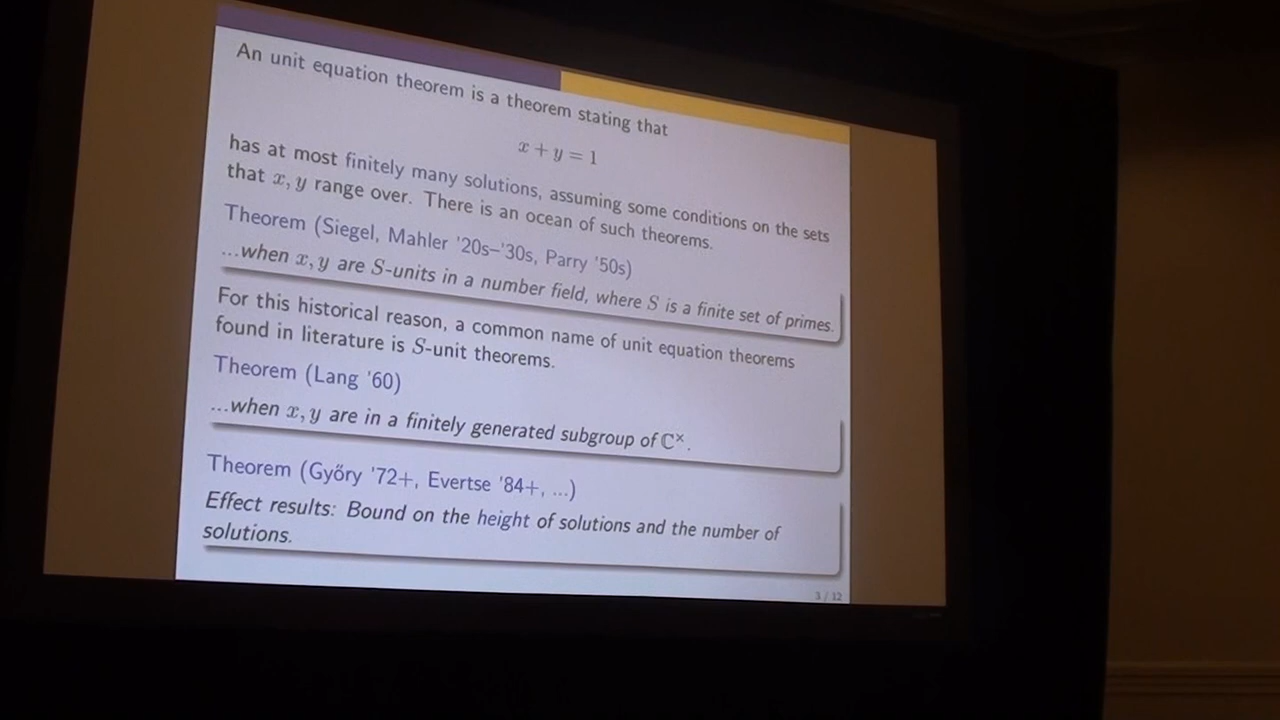 An unit equation theorem is a theorem stating that
x + y = 1
has at most finitely many solutions, assuming some conditions on the sets
that x, y range over. There is an ocean of such theorems.
Theorem (Siegel, Mahler '20s–'30s, Parry '50s)
...when x, y are S-units in a number field, where S is a finite set of primes.
For this historical reason, a common name of unit equation theorems
found in literature is S-unit theorems.
Theorem (Lang '60)
...when x, y are in a finitely generated subgroup of ℂ×.
Theorem (Győry '72+, Evertse '84+, ...)
Effect results: Bound on the height of solutions and the number of
solutions.
3 / 12